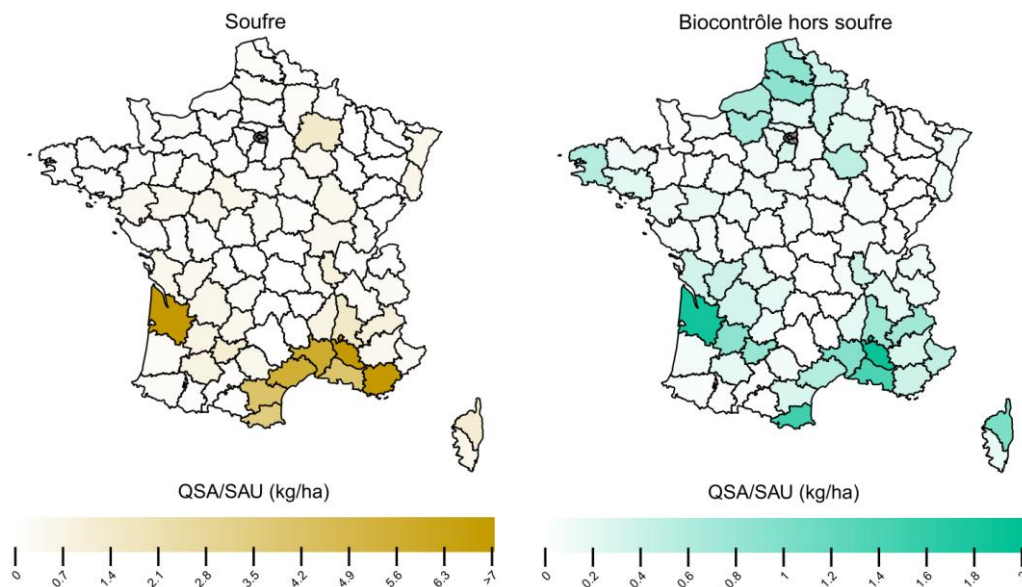 Soufre
Biocontrôle hors soufre
QSA/SAU (kg/ha)
QSA/SAU (kg/ha)
0 0.7 1.4 2.1 2.8 3.5 4.2 4.9 5.6 6.3 >7
0 0.2 0.4 0.6 0.8 1 1.2 1.4 1.6 1.8